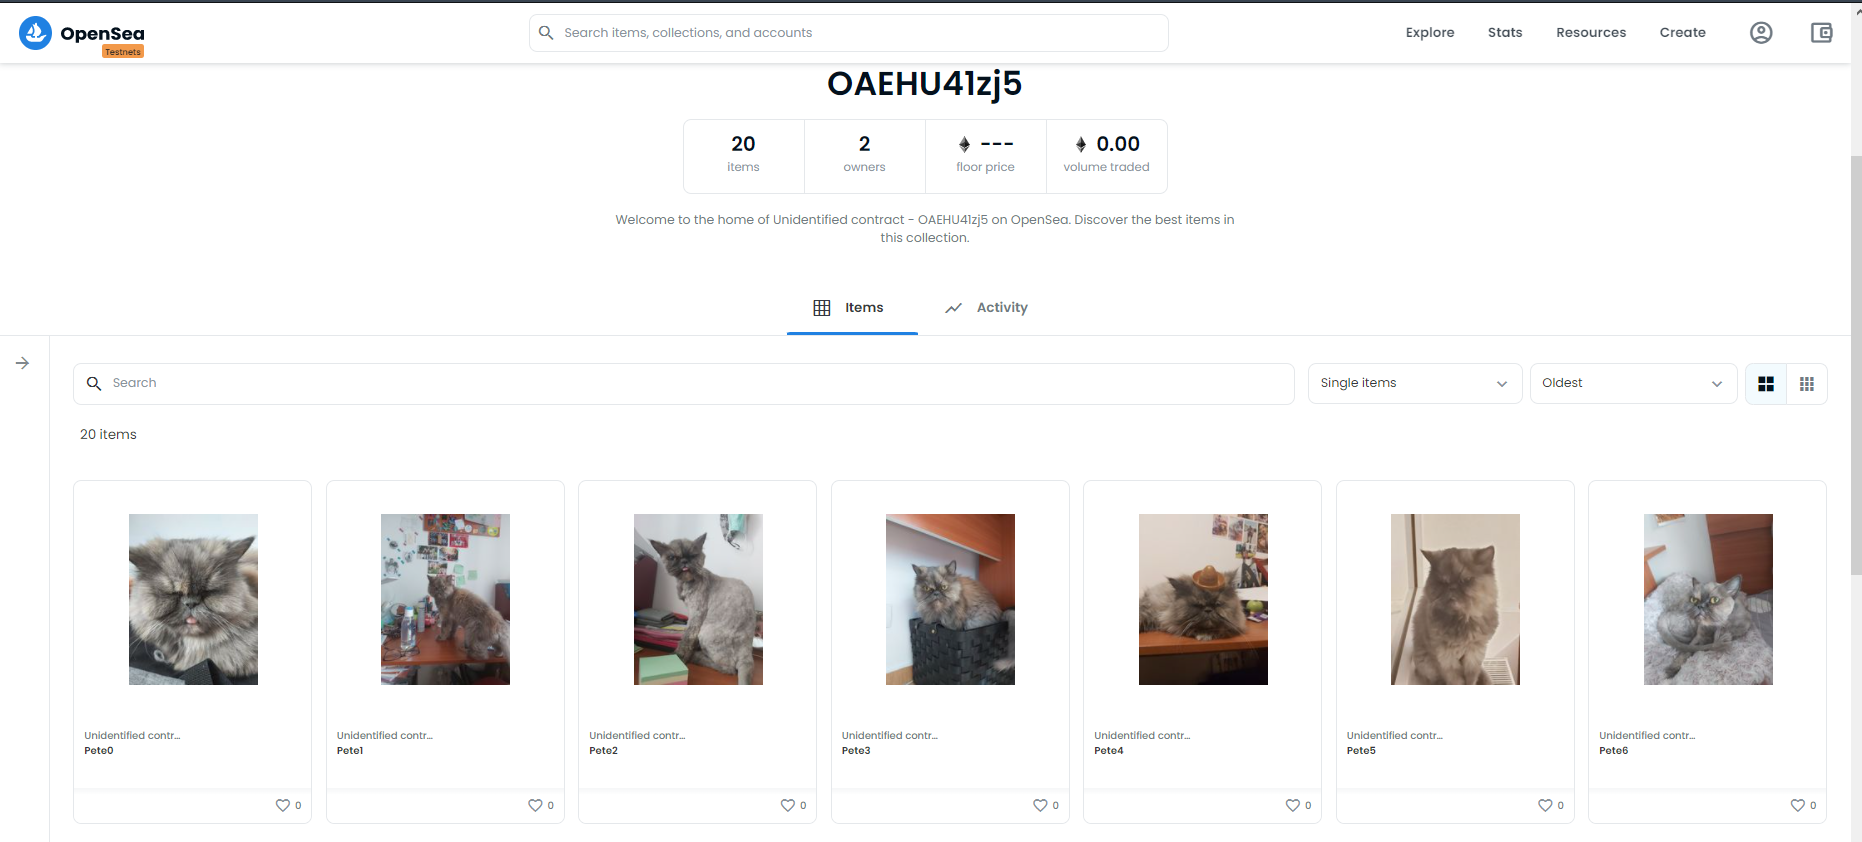 OpenSea
Testnets
Search items, collections, and accounts
Explore
Stats
Resources
Create
OAEHU41zj5
20
items
2
owners
---
floor price
0.00
volume traded
Welcome to the home of Unidentified contract - OAEHU41zj5 on OpenSea. Discover the best items in
this collection.
Items
Activity
Search
Single items
Oldest
20 items
Unidentified contr...
Pete0
0
Unidentified contr...
Pete1
0
Unidentified contr...
Pete2
0
Unidentified contr...
Pete3
0
Unidentified contr...
Pete4
0
Unidentified contr...
Pete5
0
Unidentified contr...
Pete6
0